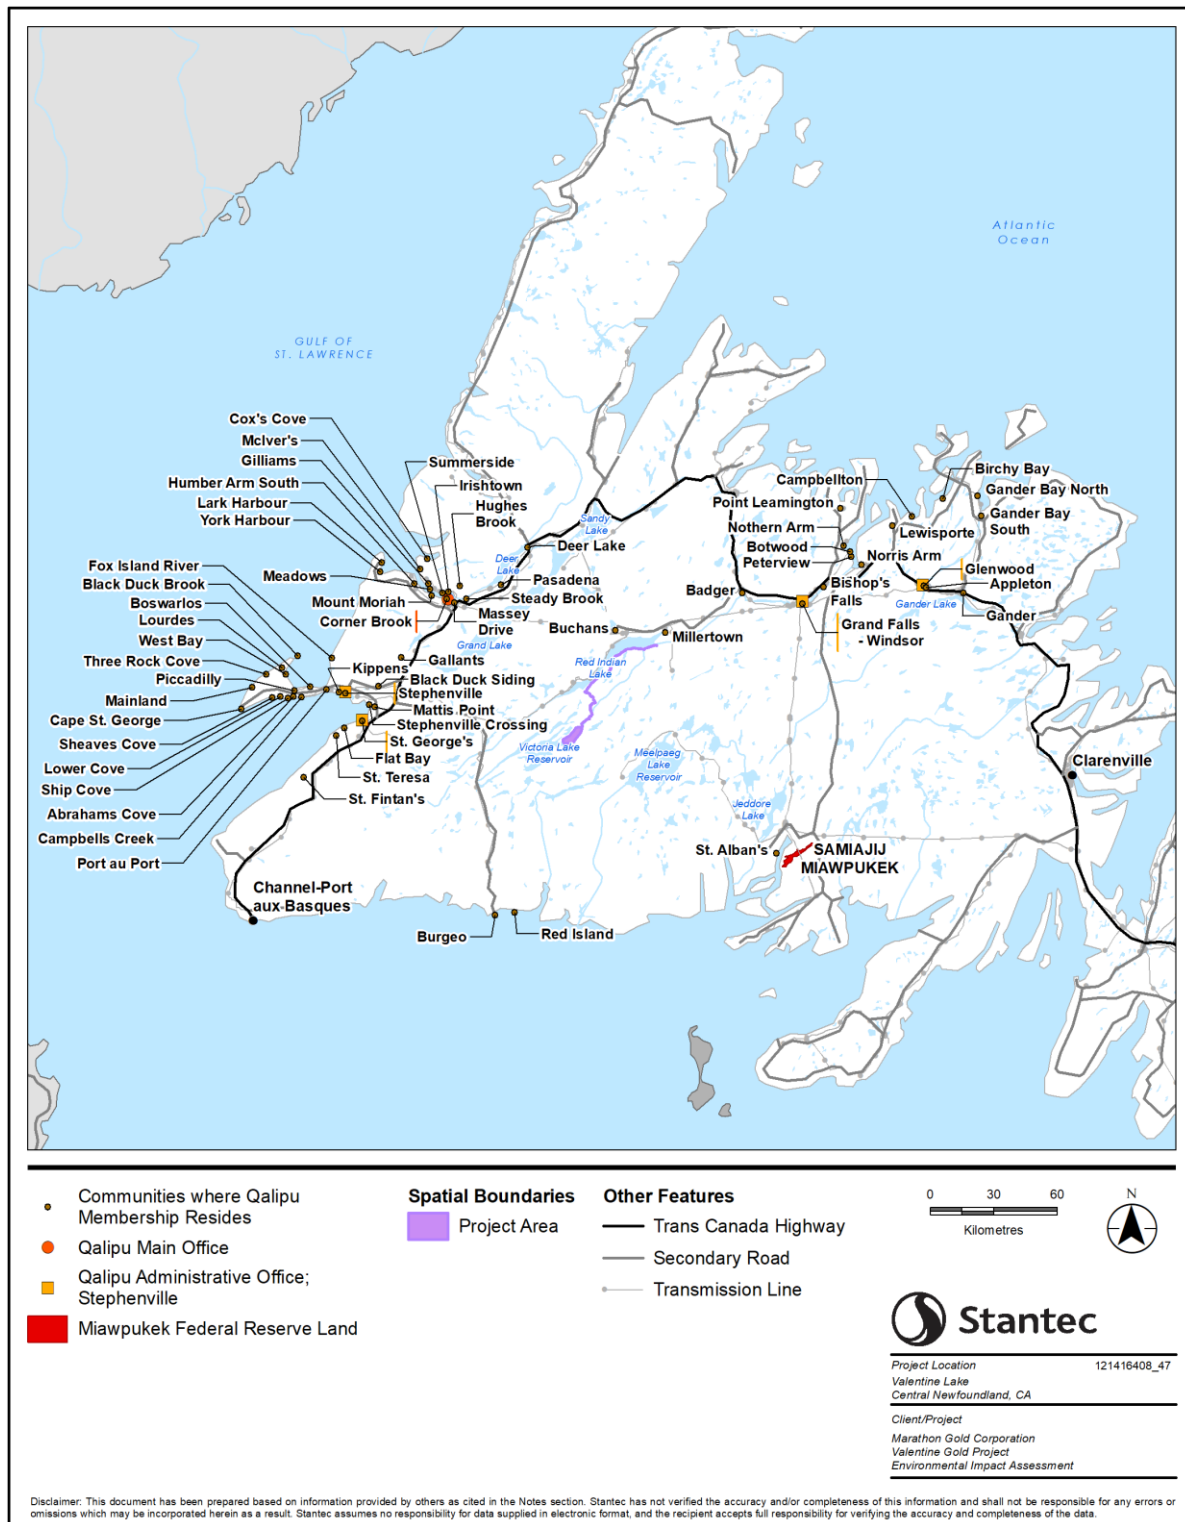 Atlantic
Ocean
GULF OF
ST. LAWRENCE
Cox's Cove
McIver's
Gilliams
Humber Arm South
Lark Harbour
York Harbour
Summerside
Irishtown
Hughes
Brook
Sandy
Lake
Deer
Lake
Deer Lake
Meadows
Pasadena
Steady Brook
Mount Moriah
Corner Brook
Massey
Drive
Grand Lake
Gallants
Fox Island River
Black Duck Brook
Boswarlos
Lourdes
West Bay
Three Rock Cove
Piccadilly
Mainland
Cape St. George
Sheaves Cove
Lower Cove
Ship Cove
Abrahams Cove
Campbells Creek
Port au Port
Kippens
Black Duck Siding
Stephenville
Mattis Point
Stephenville Crossing
St. George's
Flat Bay
St. Teresa
St. Fintan's
Channel-Port
aux Basques
Burgeo
Red Island
Buchans
Millertown
Red Indian
Lake
Victoria Lake
Reservoir
Meelpaeg
Lake
Reservoir
Jeddore
Lake
St. Alban's
SAMIAJIJ
MIAWPUKEK
Badger
Grand Falls
- Windsor
Bishop's
Falls
Campbellton
Point Leamington
Nothern Arm
Botwood
Peterview
Norris Arm
Lewisporte
Birchy Bay
Gander Bay North
Gander Bay
South
Glenwood
Appleton
Gander Lake
Gander
Clarenville
Communities where Qalipu
Membership Resides
Qalipu Main Office
Qalipu Administrative Office;
Stephenville
Miawpukek Federal Reserve Land
Spatial Boundaries
Project Area
Other Features
Trans Canada Highway
Secondary Road
Transmission Line
0 30 60
Kilometres
N
Stantec
Project Location 121416408_47
Valentine Lake
Central Newfoundland, CA
Client/Project
Marathon Gold Corporation
Valentine Gold Project
Environmental Impact Assessment
Disclaimer: This document has been prepared based on information provided by others as cited in the Notes section. Stantec has not verified the accuracy and/or completeness of this information and shall not be responsible for any errors or
omissions which may be incorporated herein as a result. Stantec assumes no responsibility for data supplied in electronic format, and the recipient accepts full responsibility for verifying the accuracy and completeness of the data.